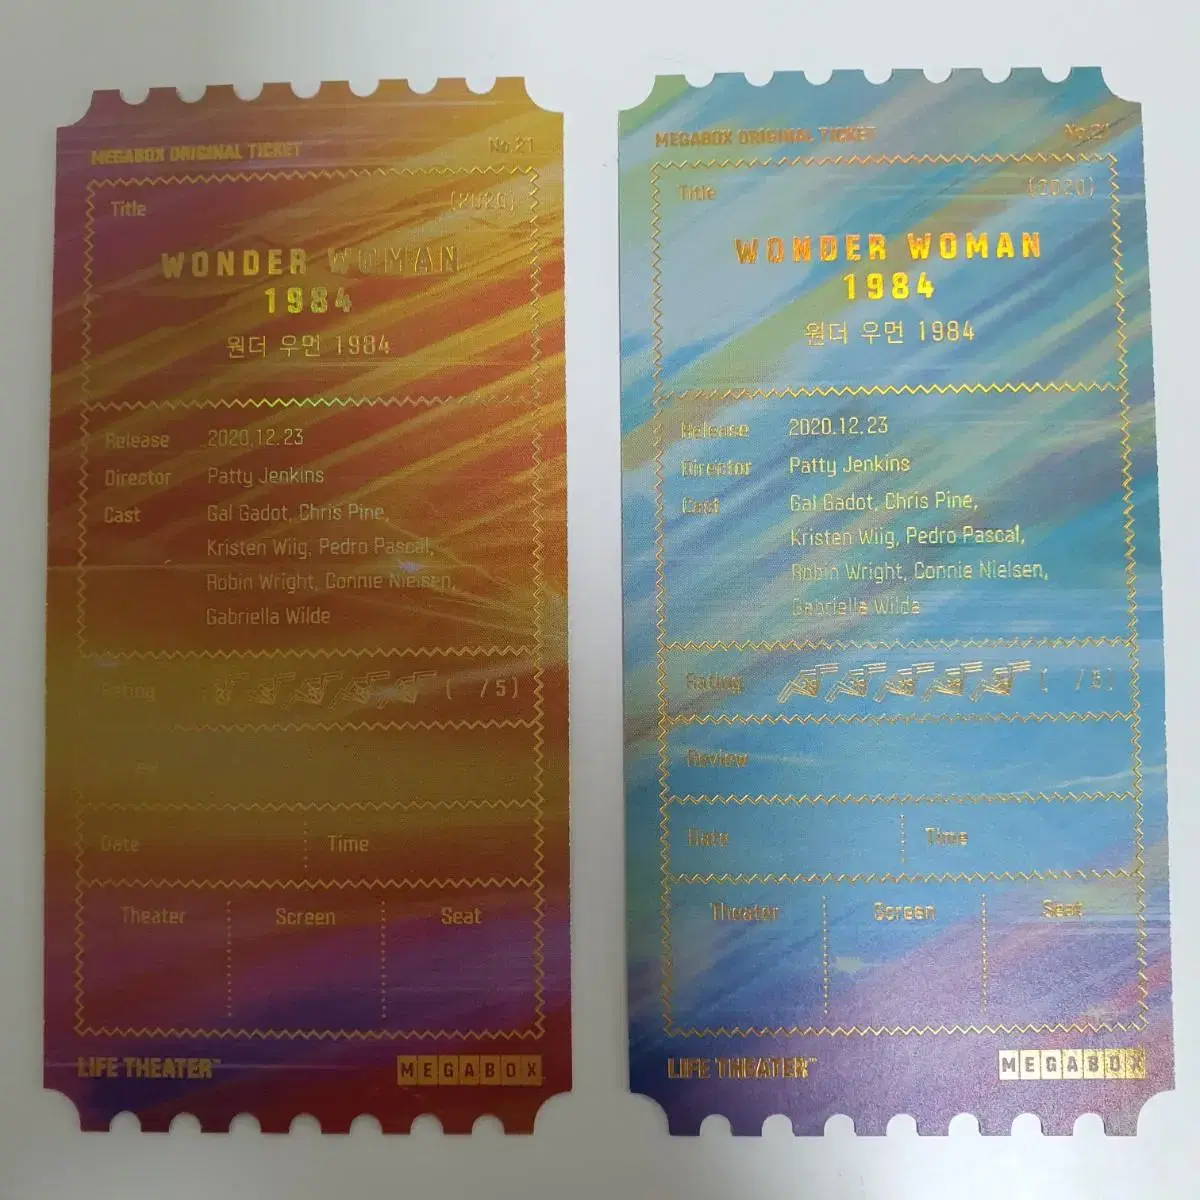 MEGABOX ORIGINAL TICKET No.21
Title (2020)
WONDER WOMAN
1984
원더 우먼 1984
Release 2020.12.23
Director Patty Jenkins
Cast Gal Gadot, Chris Pine,
Kristen Wiig, Pedro Pascal,
Robin Wright, Connie Nielsen,
Gabriella Wilde
Rating ( /5)
Date Time
Theater Screen Seat
LIFE THEATER™ MEGABOX
MEGABOX ORIGINAL TICKET No.21
Title (2020)
WONDER WOMAN
1984
원더 우먼 1984
Release 2020.12.23
Director Patty Jenkins
Cast Gal Gadot, Chris Pine,
Kristen Wiig, Pedro Pascal,
Robin Wright, Connie Nielsen,
Gabriella Wilde
Rating ( /5)
Review
Date Time
Theater Screen Seat
LIFE THEATER™ MEGABOX